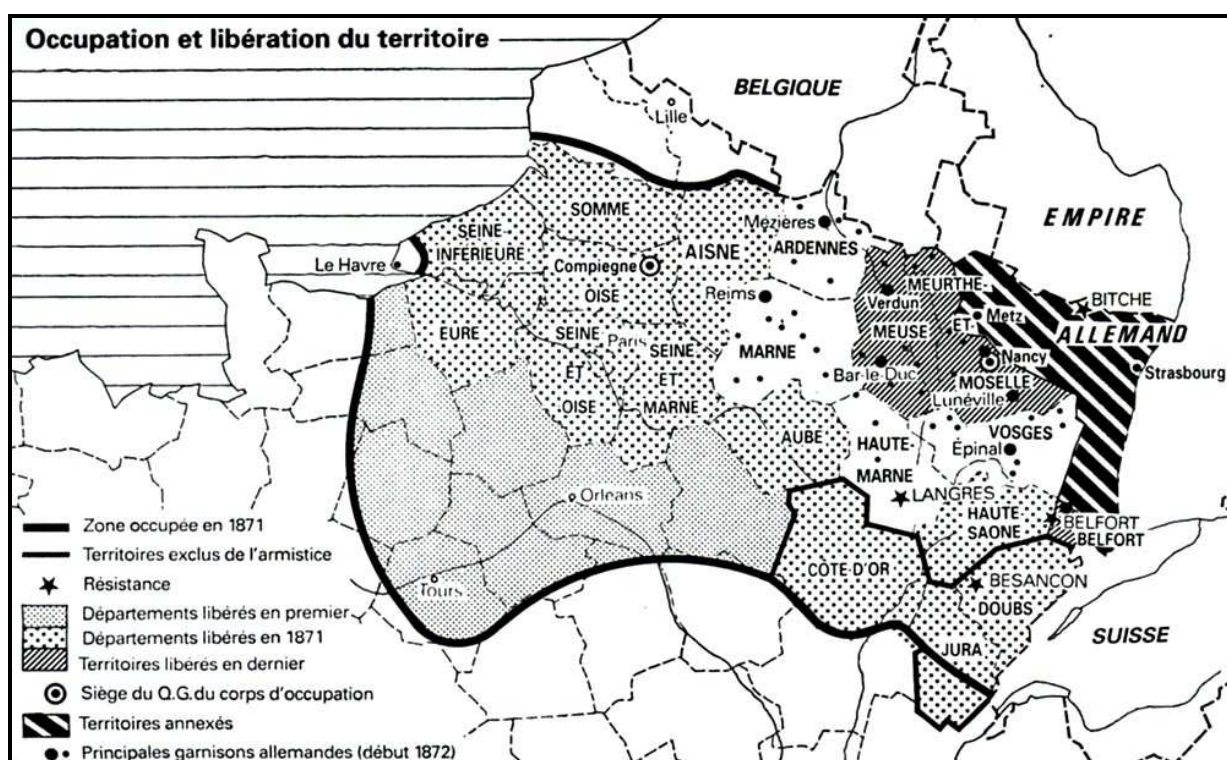 Occupation et libération du territoire
BELGIQUE
Lille
EMPIRE
ALLEMAND
SOMME
SEINE
INFÉRIEURE
Le Havre
AISNE
Mézières
ARDENNES
Compiegne
OISE
Reims
MEURTHE-
ET
MOSELLE
Verdun
MEUSE
Metz
BITCHE
Nancy
Strasbourg
EURE
SEINE
ET
OISE
Paris
SEINE
ET
MARNE
MARNE
Bar-le-Duc
Lunéville
AUBE
HAUTE-
MARNE
VOSGES
Épinal
LANGRES
Orleans
HAUTE
SAONE
BELFORT
BELFORT
Tours
CÔTE-D'OR
BESANCON
DOUBS
JURA
SUISSE
Zone occupée en 1871
Territoires exclus de l'armistice
Résistance
Départements libérés en premier
Départements libérés en 1871
Territoires libérés en dernier
Siège du Q.G. du corps d'occupation
Territoires annexés
Principales garnisons allemandes (début 1872)